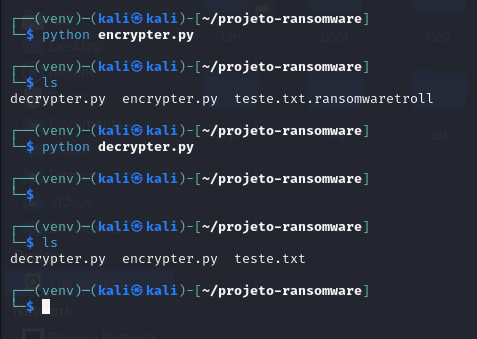 ┌──(venv)─(kali㉿kali)-[~/projeto-ransomware]
└─$ python encrypter.py
┌──(venv)─(kali㉿kali)-[~/projeto-ransomware]
└─$ ls
decrypter.py  encrypter.py  teste.txt.ransomwaretroll
┌──(venv)─(kali㉿kali)-[~/projeto-ransomware]
└─$ python decrypter.py
┌──(venv)─(kali㉿kali)-[~/projeto-ransomware]
└─$
┌──(venv)─(kali㉿kali)-[~/projeto-ransomware]
└─$ ls
decrypter.py  encrypter.py  teste.txt
┌──(venv)─(kali㉿kali)-[~/projeto-ransomware]
└─$